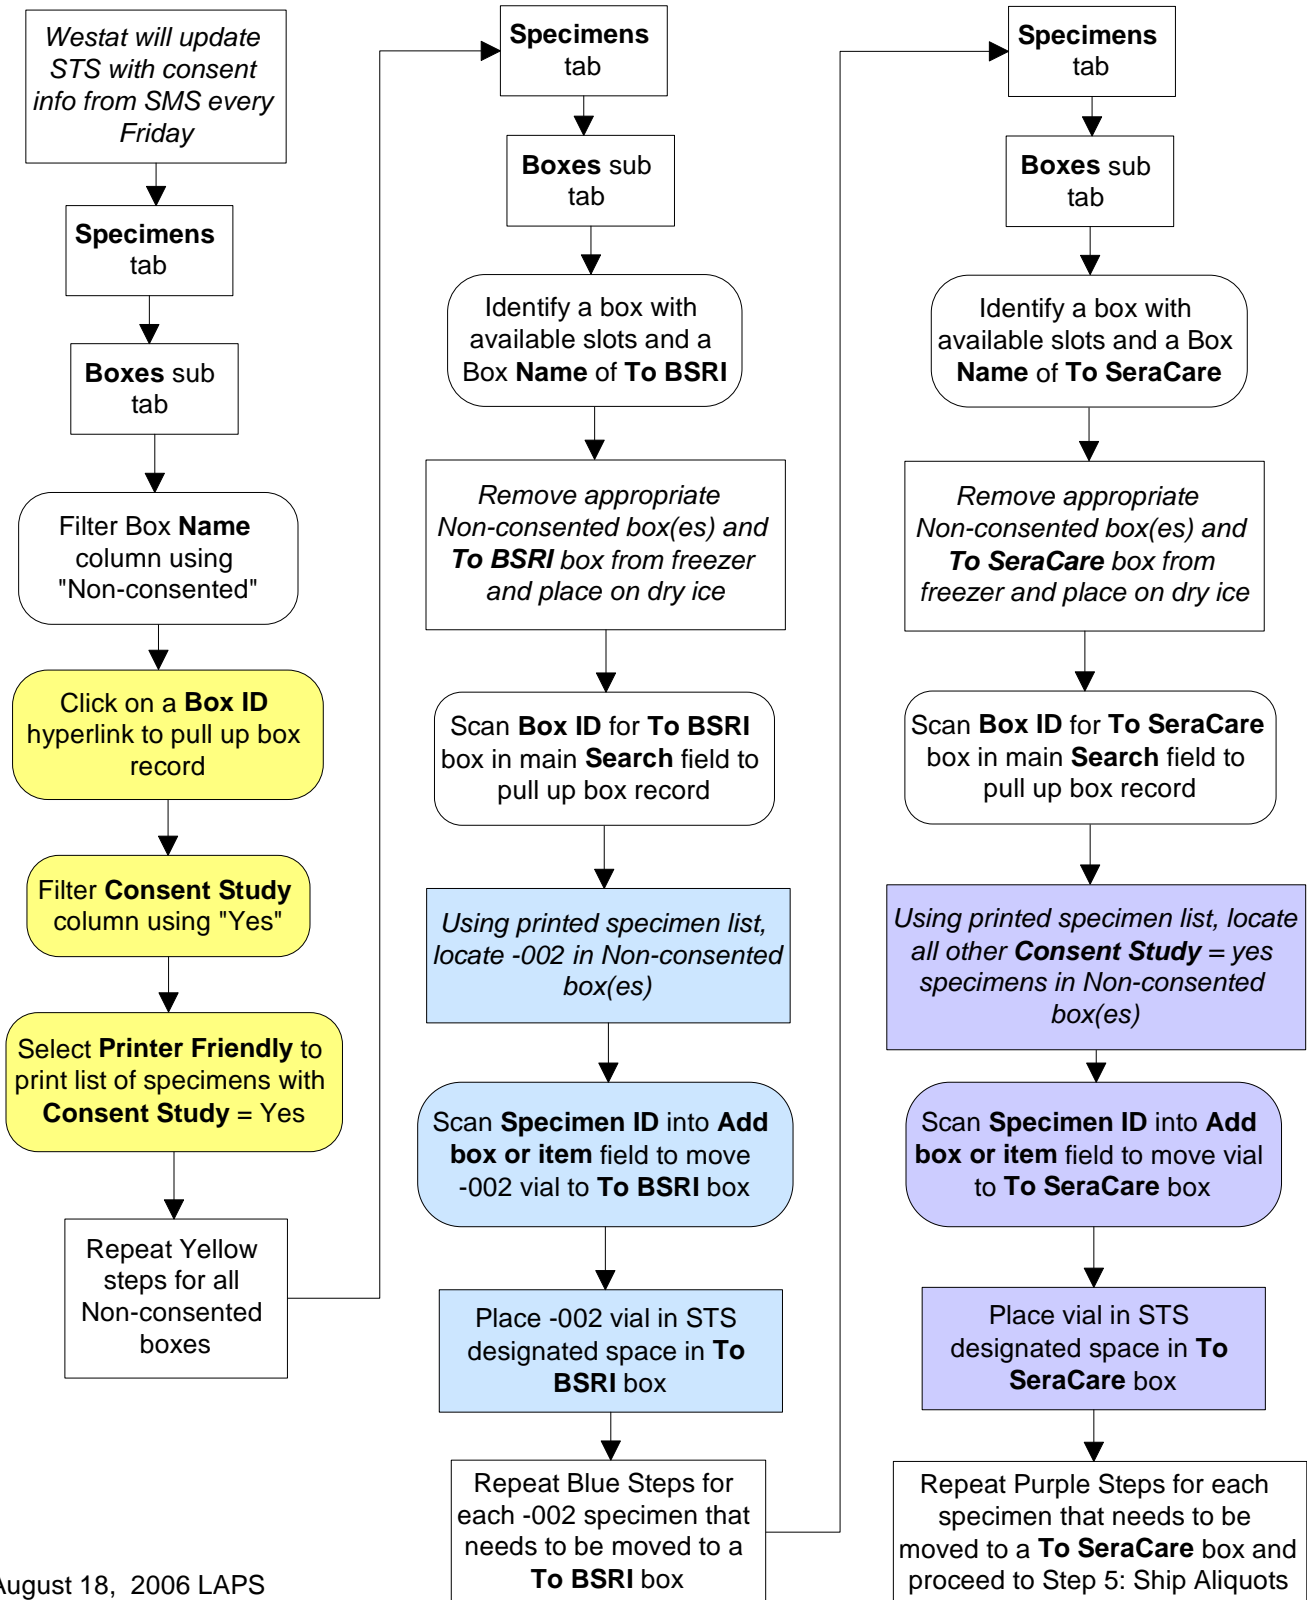 Westat will update
STS with consent
info from SMS every
Friday
Specimens
tab
Boxes sub
tab
Filter Box Name
column using
"Non-consented"
Click on a Box ID
hyperlink to pull up box
record
Filter Consent Study
column using "Yes"
Select Printer Friendly to
print list of specimens with
Consent Study = Yes
Repeat Yellow
steps for all
Non-consented
boxes
Specimens
tab
Boxes sub
tab
Identify a box with
available slots and a
Box Name of To BSRI
Remove appropriate
Non-consented box(es) and
To BSRI box from freezer
and place on dry ice
Scan Box ID for To BSRI
box in main Search field to
pull up box record
Using printed specimen list,
locate -002 in Non-consented
box(es)
Scan Specimen ID into Add
box or item field to move
-002 vial to To BSRI box
Place -002 vial in STS
designated space in To
BSRI box
Repeat Blue Steps for
each -002 specimen that
needs to be moved to a
To BSRI box
Specimens
tab
Boxes sub
tab
Identify a box with
available slots and a Box
Name of To SeraCare
Remove appropriate
Non-consented box(es) and
To SeraCare box from
freezer and place on dry ice
Scan Box ID for To SeraCare
box in main Search field to
pull up box record
Using printed specimen list, locate
all other Consent Study = yes
specimens in Non-consented
box(es)
Scan Specimen ID into Add
box or item field to move vial
to To SeraCare box
Place vial in STS
designated space in To
SeraCare box
Repeat Purple Steps for each
specimen that needs to be
moved to a To SeraCare box and
proceed to Step 5: Ship Aliquots
August 18, 2006 LAPS